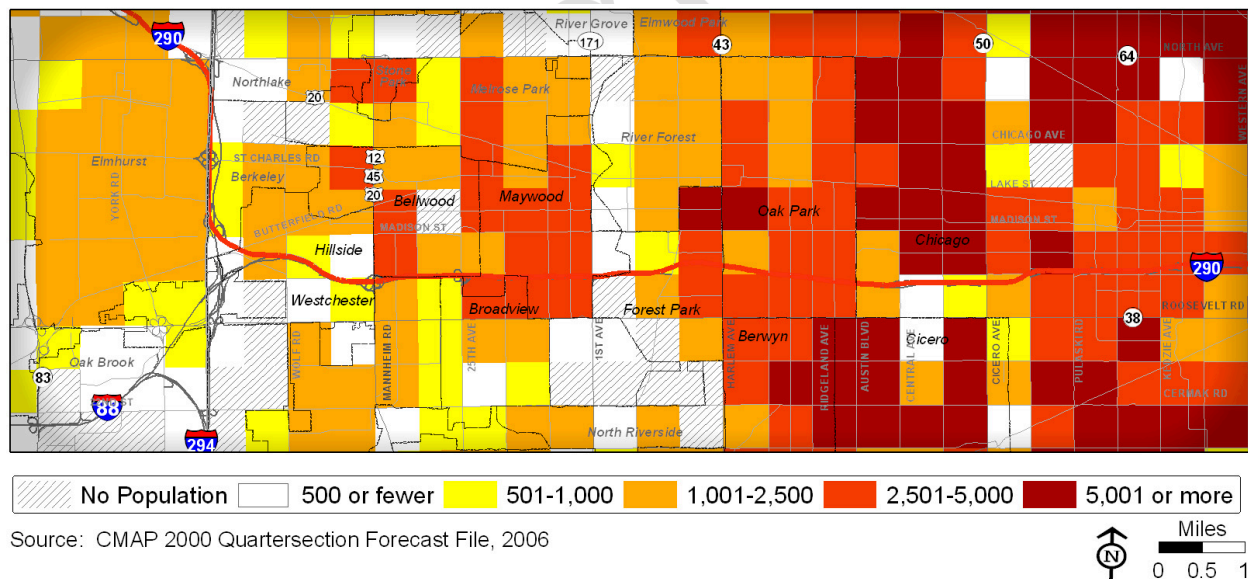 River Grove
Elmwood Park
290
171
43
50
64
NORTH AVE
Northlake
Stone
Park
20
Melrose Park
WESTERN AVE
River Forest
CHICAGO AVE
Elmhurst
ST CHARLES RD
12
Berkeley
45
LAKE ST
YORK RD
20
Bellwood
Maywood
Oak Park
BUTTERFIELD RD
MADISON ST
MADISON ST
Hillside
Chicago
290
Westchester
Broadview
Forest Park
ROOSEVELT RD
38
Oak Brook
WOLF RD
MANNHEIM RD
25TH AVE
1ST AVE
HARLEM AVE
Berwyn
RIDGELAND AVE
AUSTIN BLVD
CENTRAL AVE
Cicero
CICERO AVE
PULASKI RD
KEDZIE AVE
83
88
CERMAK RD
294
North Riverside
No Population
500 or fewer
501-1,000
1,001-2,500
2,501-5,000
5,001 or more
Source: CMAP 2000 Quartersection Forecast File, 2006
N
Miles
0 0.5 1